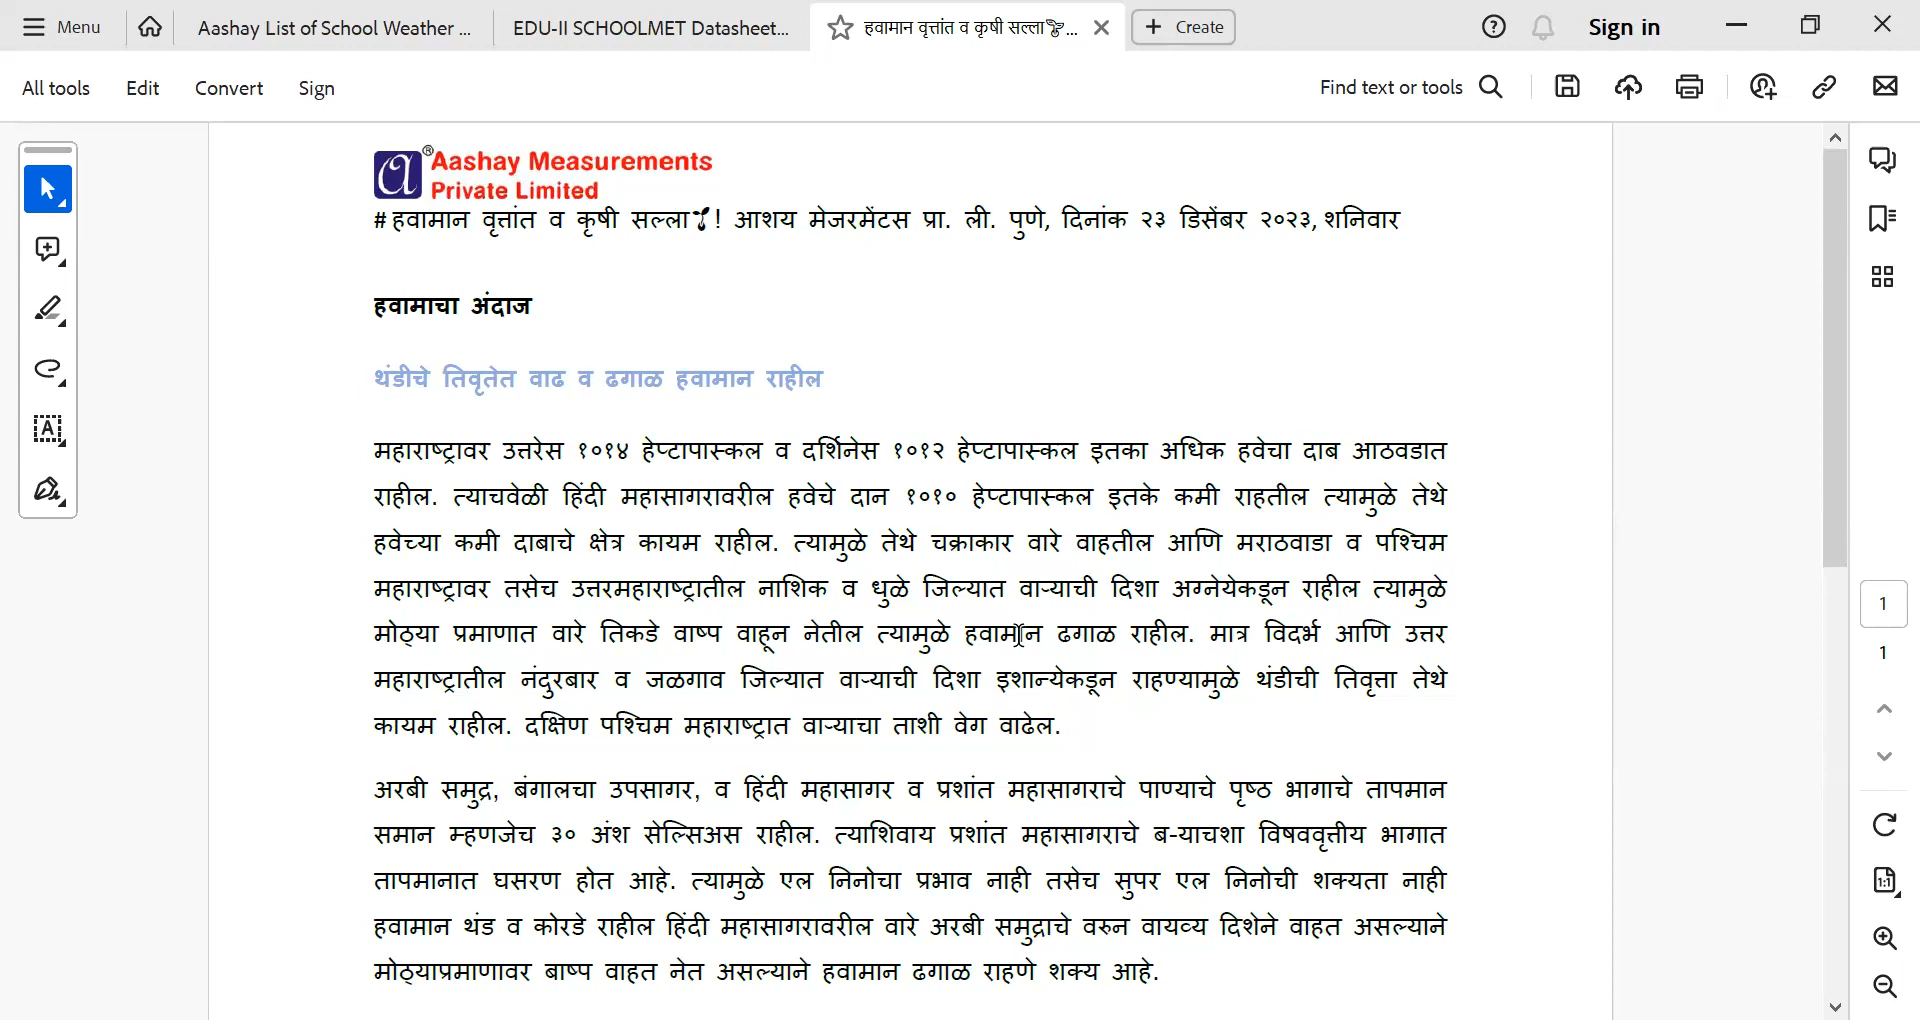 Menu
Aashay List of School Weather ...
EDU-II SCHOOLMET Datasheet...
हवामान वृत्तांत व कृषी सल्ला🌱...
Create
Sign in
All tools
Edit
Convert
Sign
Find text or tools
a®
Aashay Measurements
Private Limited
#हवामान वृत्तांत व कृषी सल्ला🌱! आशय मेजरमेंटस प्रा. ली. पुणे, दिनांक २३ डिसेंबर २०२३, शनिवार
हवामाचा अंदाज
थंडीचे तिवृतेत वाढ व ढगाळ हवामान राहील
महाराष्ट्रावर उत्तरेस १०१४ हेप्टापास्कल व दर्शिनेस १०१२ हेप्टापास्कल इतका अधिक हवेचा दाब आठवडात
राहील. त्याचवेळी हिंदी महासागरावरील हवेचे दान १०१० हेप्टापास्कल इतके कमी राहतील त्यामुळे तेथे
हवेच्या कमी दाबाचे क्षेत्र कायम राहील. त्यामुळे तेथे चक्राकार वारे वाहतील आणि मराठवाडा व पश्चिम
महाराष्ट्रावर तसेच उत्तरमहाराष्ट्रातील नाशिक व धुळे जिल्यात वाऱ्याची दिशा अग्नेयेकडून राहील त्यामुळे
मोठ्या प्रमाणात वारे तिकडे वाष्प वाहून नेतील त्यामुळे हवामान ढगाळ राहील. मात्र विदर्भ आणि उत्तर
महाराष्ट्रातील नंदुरबार व जळगाव जिल्यात वाऱ्याची दिशा इशान्येकडून राहण्यामुळे थंडीची तिवृत्ता तेथे
कायम राहील. दक्षिण पश्चिम महाराष्ट्रात वाऱ्याचा ताशी वेग वाढेल.
अरबी समुद्र, बंगालचा उपसागर, व हिंदी महासागर व प्रशांत महासागराचे पाण्याचे पृष्ठ भागाचे तापमान
समान म्हणजेच ३० अंश सेल्सिअस राहील. त्याशिवाय प्रशांत महासागराचे ब-याचशा विषववृत्तीय भागात
तापमानात घसरण होत आहे. त्यामुळे एल निनोचा प्रभाव नाही तसेच सुपर एल निनोची शक्यता नाही
हवामान थंड व कोरडे राहील हिंदी महासागरावरील वारे अरबी समुद्राचे वरुन वायव्य दिशेने वाहत असल्याने
मोठ्याप्रमाणावर बाष्प वाहत नेत असल्याने हवामान ढगाळ राहणे शक्य आहे.
1
1